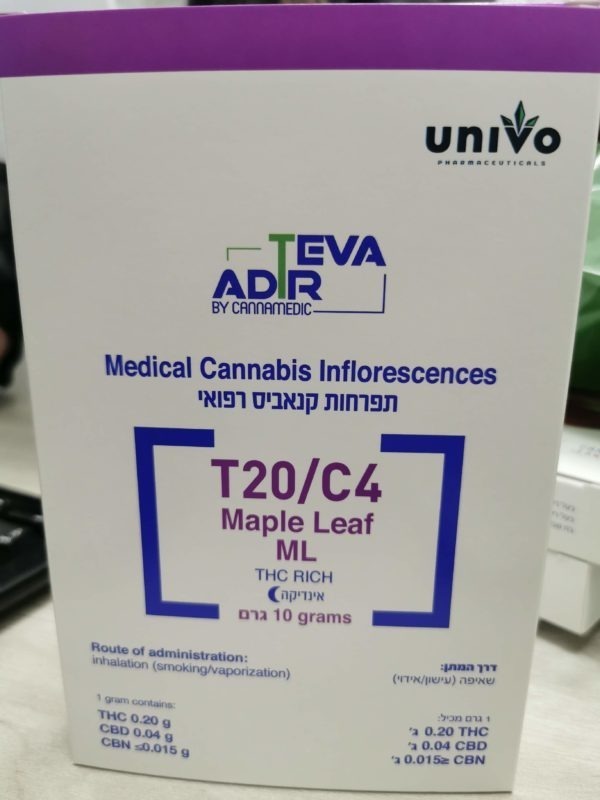 univo
PHARMACEUTICALS
TEVA
ADIR
BY CANNAMEDIC
Medical Cannabis Inflorescences
תפרחות קנאביס רפואי
T20/C4
Maple Leaf
ML
THC RICH
אינדיקה
10 grams גרם
Route of administration:
inhalation (smoking/vaporization)
דרך המתן:
שאיפה (עישון/אידוי)
1 gram contains:
THC 0.20 g
CBD 0.04 g
CBN ≤0.015 g
1 גרם מכיל:
THC 0.20 ג'
CBD 0.04 ג'
CBN ≥0.015 ג'